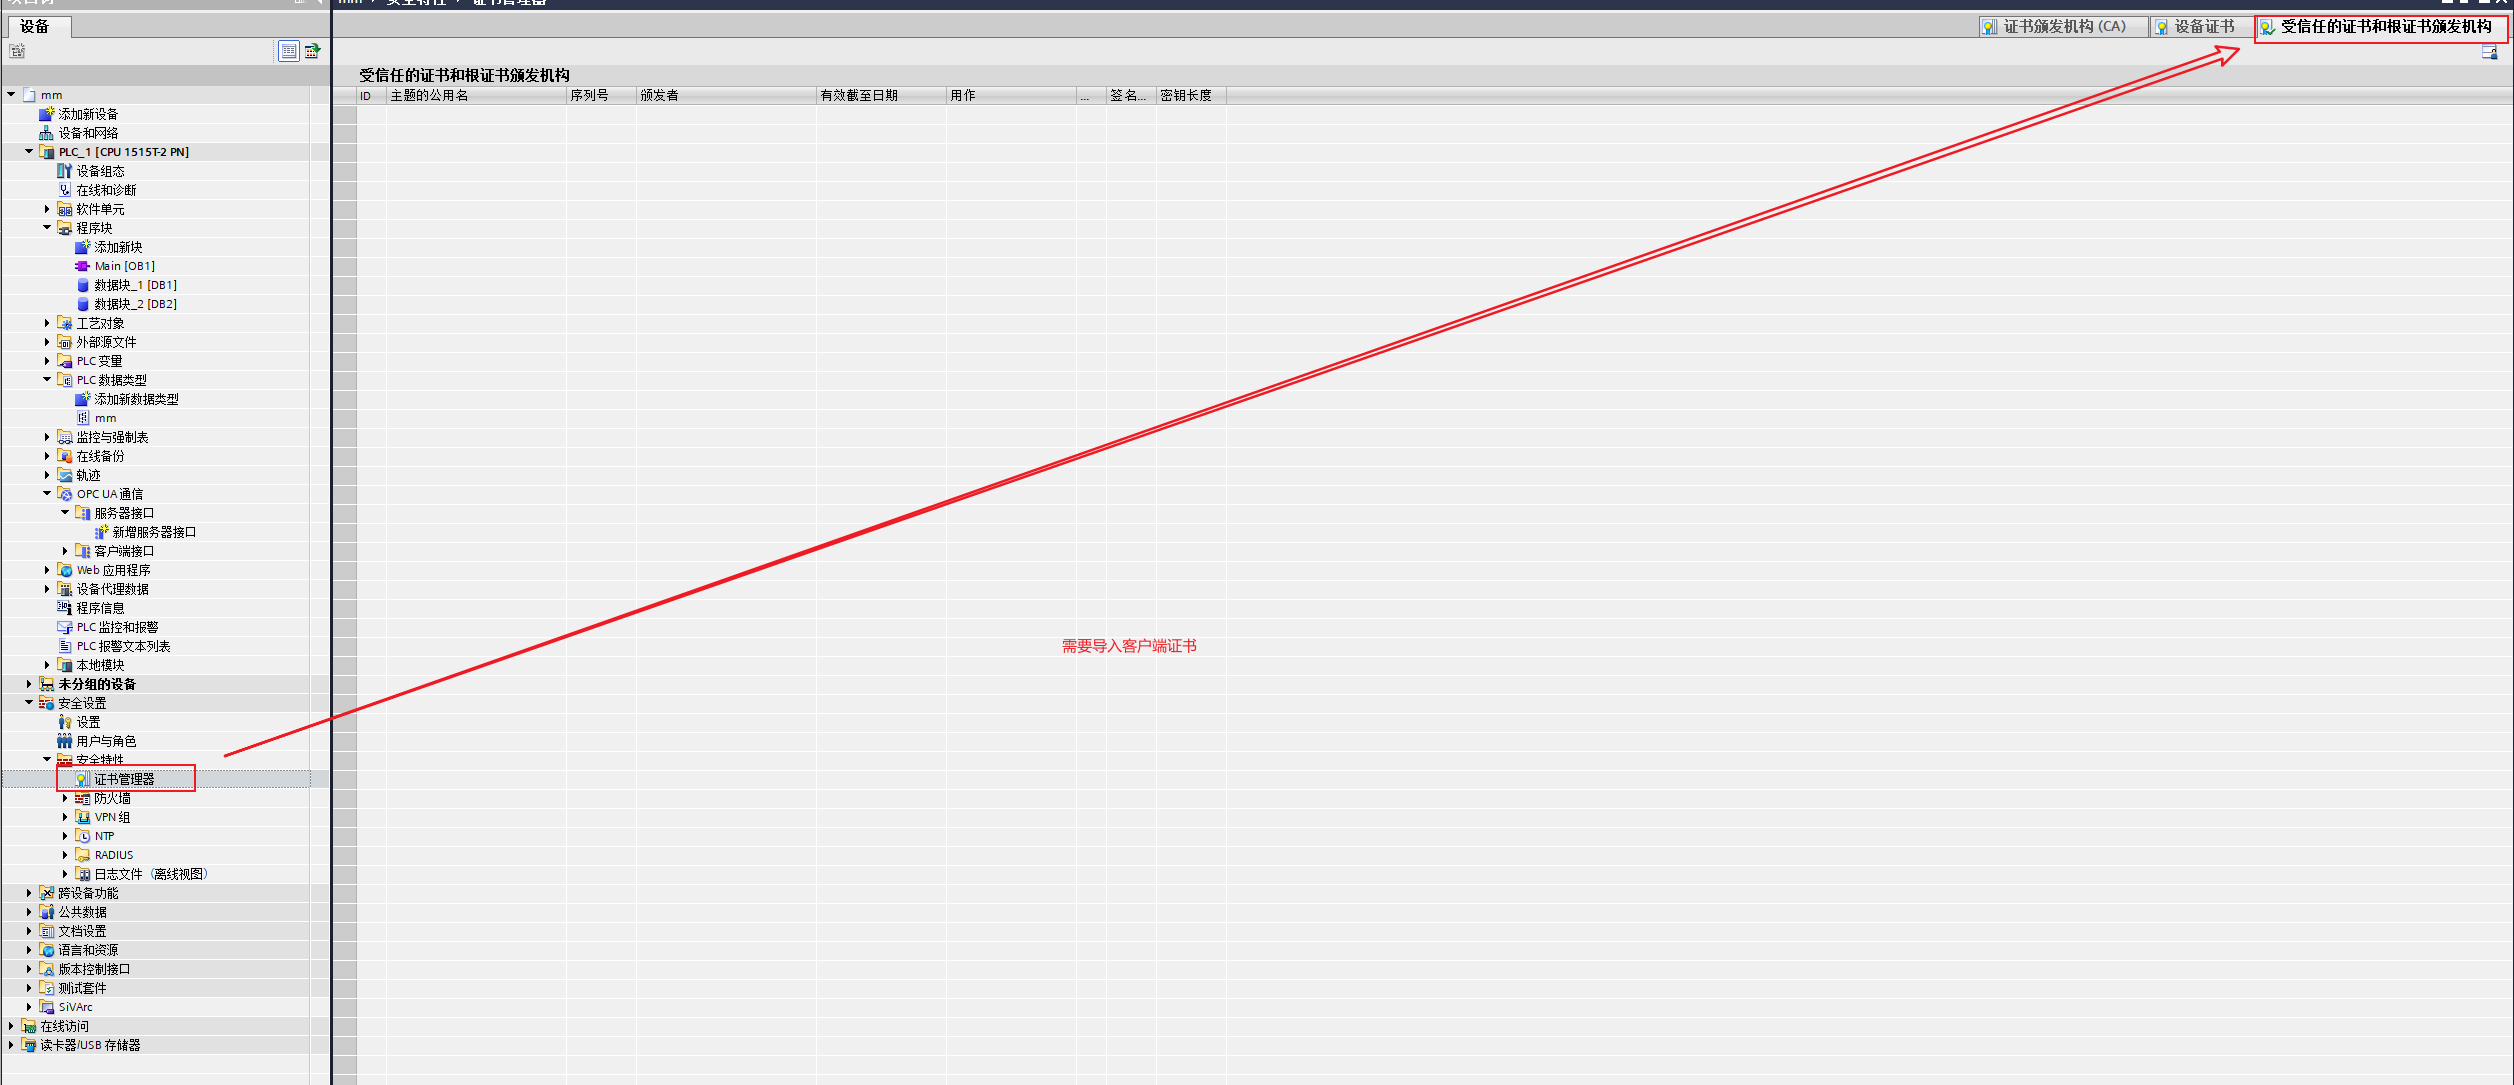 mm › 安全特性 › 证书管理器
设备
证书颁发机构 (CA)
设备证书
受信任的证书和根证书颁发机构
受信任的证书和根证书颁发机构
ID 主题的公用名 序列号 颁发者 有效截至日期 用作 ... 签名... 密钥长度
mm
添加新设备
设备和网络
PLC_1 [CPU 1515T-2 PN]
设备组态
在线和诊断
软件单元
程序块
添加新块
Main [OB1]
数据块_1 [DB1]
数据块_2 [DB2]
工艺对象
外部源文件
PLC 变量
PLC 数据类型
添加新数据类型
mm
监控与强制表
在线备份
轨迹
OPC UA 通信
服务器接口
新增服务器接口
客户端接口
Web 应用程序
设备代理数据
程序信息
PLC 监控和报警
PLC 报警文本列表
本地模块
未分组的设备
安全设置
设置
用户与角色
安全特性
证书管理器
防火墙
VPN 组
NTP
RADIUS
日志文件（离线视图）
跨设备功能
公共数据
文档设置
语言和资源
版本控制接口
测试套件
SiVArc
在线访问
读卡器/USB 存储器
需要导入客户端证书